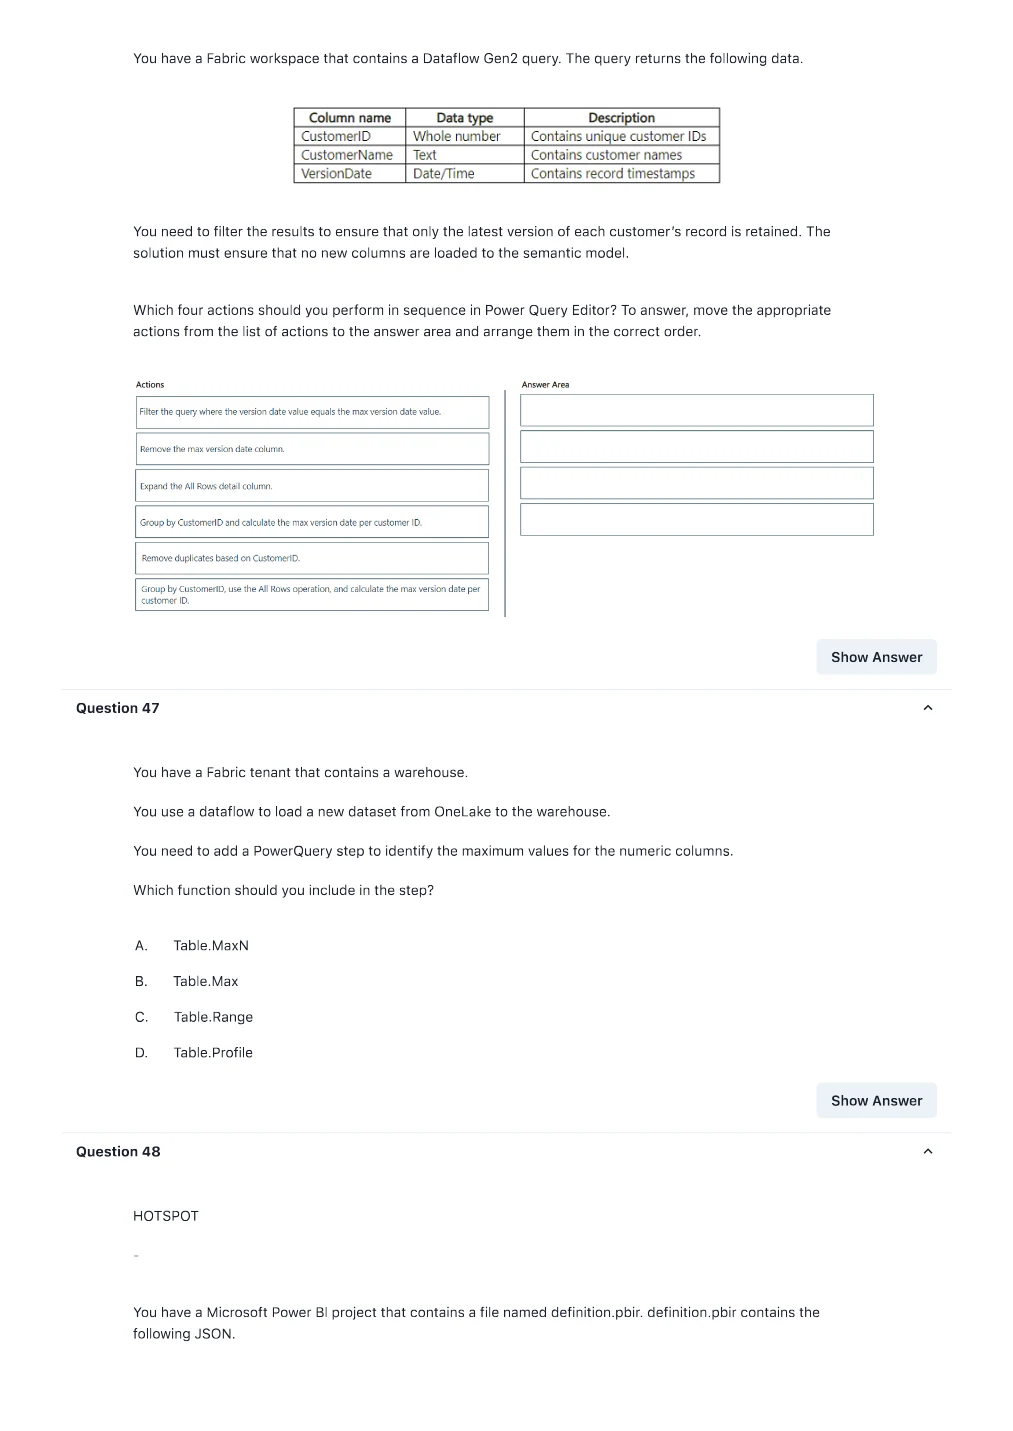 You have a Fabric workspace that contains a Dataflow Gen2 query. The query returns the following data.
Column name Data type Description
CustomerID Whole number Contains unique customer IDs
CustomerName Text Contains customer names
VersionDate Date/Time Contains record timestamps
You need to filter the results to ensure that only the latest version of each customer's record is retained. The
solution must ensure that no new columns are loaded to the semantic model.
Which four actions should you perform in sequence in Power Query Editor? To answer, move the appropriate
actions from the list of actions to the answer area and arrange them in the correct order.
Actions
Answer Area
Filter the query where the version date value equals the max version date value.
Remove the max version date column.
Expand the All Rows detail column.
Group by CustomerID and calculate the max version date per customer ID.
Remove duplicates based on CustomerID.
Group by CustomerID, use the All Rows operation, and calculate the max version date per
customer ID.
Show Answer
Question 47
You have a Fabric tenant that contains a warehouse.
You use a dataflow to load a new dataset from OneLake to the warehouse.
You need to add a PowerQuery step to identify the maximum values for the numeric columns.
Which function should you include in the step?
A. Table.MaxN
B. Table.Max
C. Table.Range
D. Table.Profile
Show Answer
Question 48
HOTSPOT
-
You have a Microsoft Power BI project that contains a file named definition.pbir. definition.pbir contains the
following JSON.